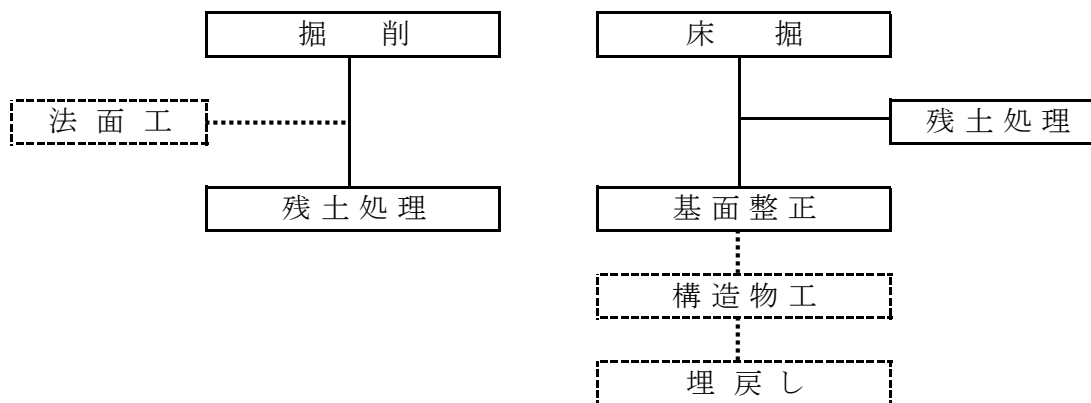 掘削
法面工
残土処理
床掘
残土処理
基面整正
構造物工
埋戻し